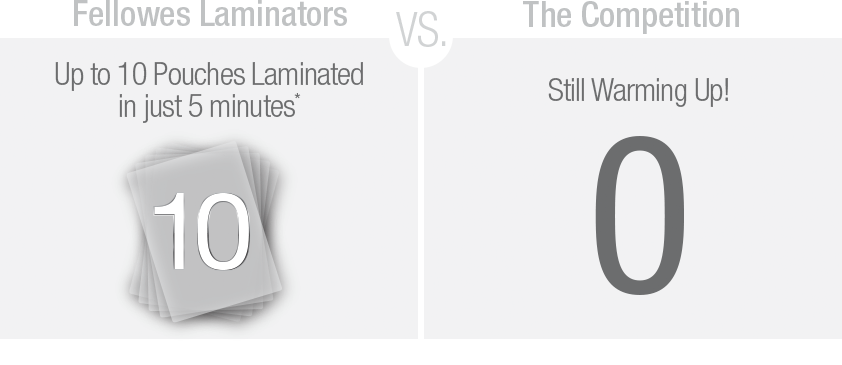 Fellowes Laminators
VS.
The Competition
Up to 10 Pouches Laminated
in just 5 minutes*
10
Still Warming Up!
0